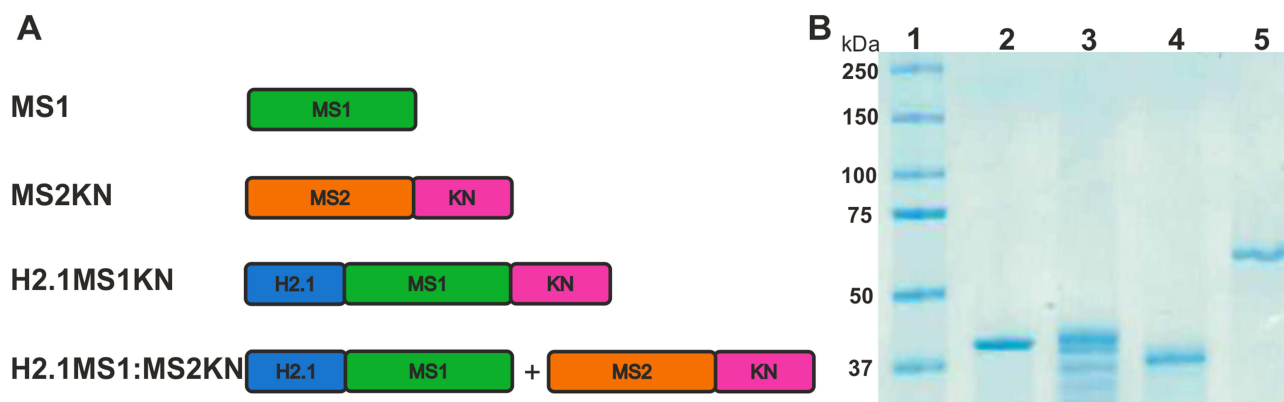 A
MS1
MS1
MS2KN
MS2 KN
H2.1MS1KN
H2.1 MS1 KN
H2.1MS1:MS2KN
H2.1 MS1 + MS2 KN
B
kDa 1 2 3 4 5
250
150
100
75
50
37